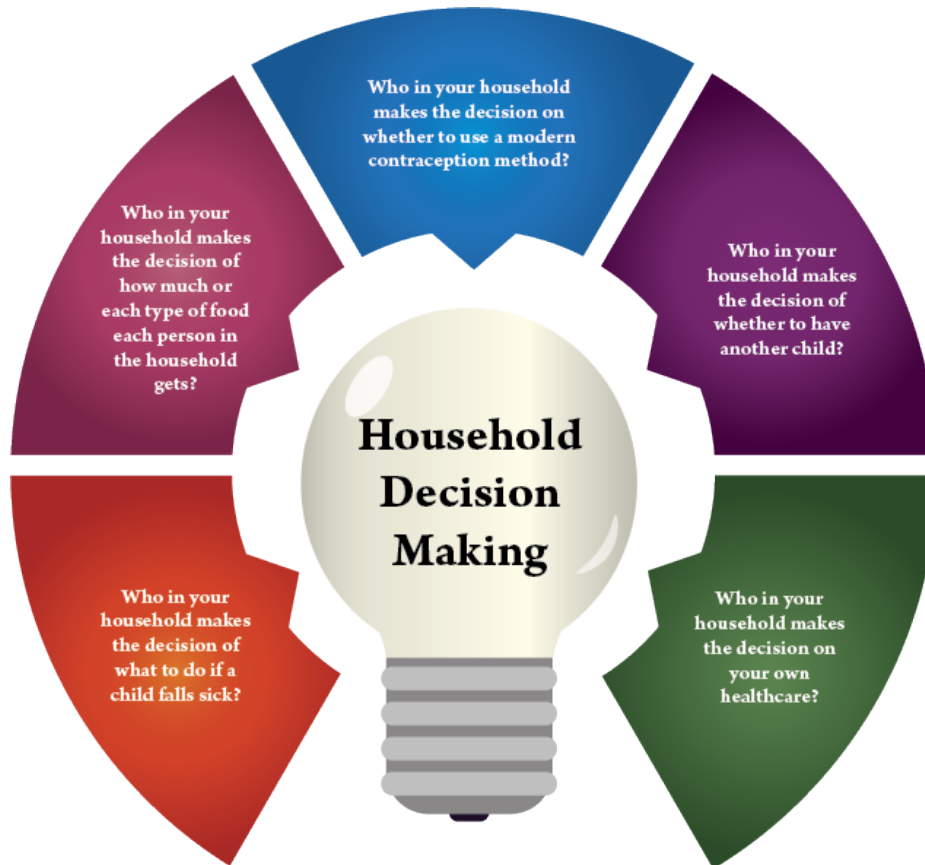 Who in your household
makes the decision on
whether to use a modern
contraception method?
Who in your
household makes
the decision of
how much or
each type of food
each person in
the household
gets?
Who in your
household makes
the decision of
whether to have
another child?
Household
Decision
Making
Who in your
household makes
the decision of
what to do if a
child falls sick?
Who in your
household makes
the decision on
your own
healthcare?